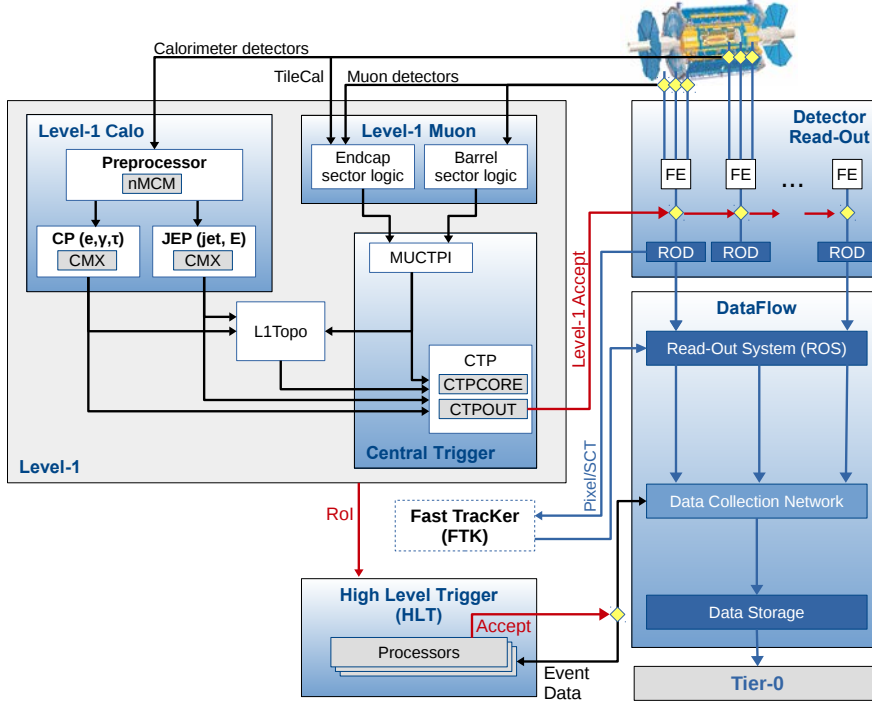 Calorimeter detectors
TileCal
Muon detectors
Level-1 Calo
Preprocessor
nMCM
CP (e,γ,τ)
CMX
JEP (jet, E)
CMX
Level-1 Muon
Endcap
sector logic
Barrel
sector logic
MUCTPI
L1Topo
CTP
CTPCORE
CTPOUT
Central Trigger
Level-1
Level-1 Accept
Detector
Read-Out
FE
FE
...
FE
ROD
ROD
ROD
DataFlow
Read-Out System (ROS)
Data Collection Network
Data Storage
Tier-0
Pixel/SCT
RoI
Fast TracKer
(FTK)
High Level Trigger
(HLT)
Accept
Processors
Event
Data